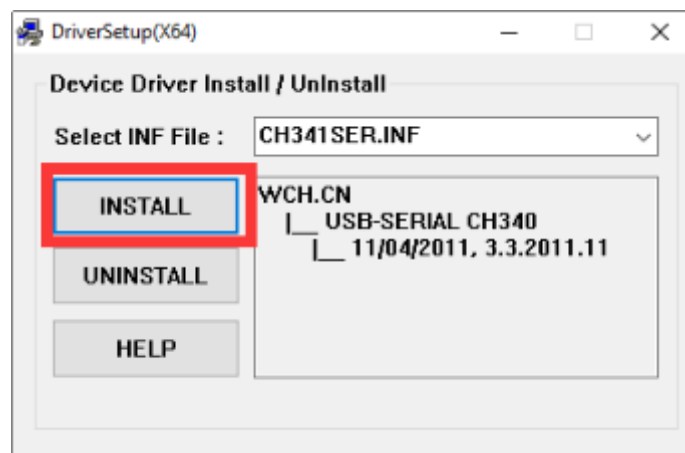 DriverSetup(X64)
Device Driver Install / UnInstall
Select INF File :
CH341SER.INF
INSTALL
UNINSTALL
HELP
WCH.CN
|__ USB-SERIAL CH340
|__ 11/04/2011, 3.3.2011.11